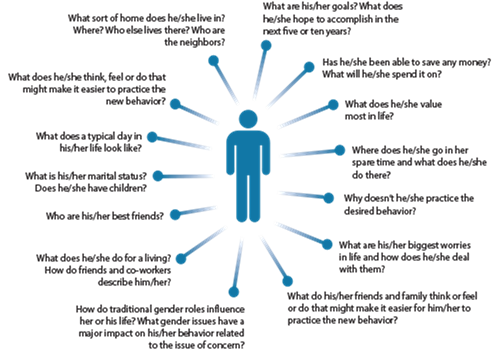 What sort of home does he/she live in?
Where? Who else lives there? Who are
the neighbors?
What are his/her goals? What does
he/she hope to accomplish in the
next five or ten years?
Has he/she been able to save any money?
What will he/she spend it on?
What does he/she value
most in life?
Where does he/she go in her
spare time and what does he/she
do there?
Why doesn't he/she practice the
desired behavior?
What are his/her biggest worries
in life and how does he/she deal
with them?
What do his/her friends and family think or feel
or do that might make it easier for him/her to
practice the new behavior?
How do traditional gender roles influence
her or his life? What gender issues have a
major impact on his/her behavior related
to the issue of concern?
What does he/she do for a living?
How do friends and co-workers
describe him/her?
Who are his/her best friends?
What is his/her marital status?
Does he/she have children?
What does a typical day in
his/her life look like?
What does he/she think, feel or do that
might make it easier to practice the
new behavior?